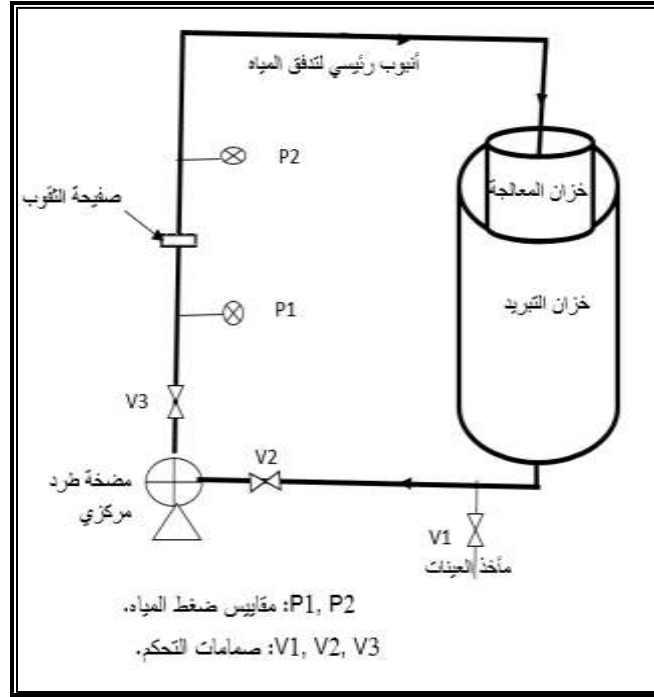 أنبوب رئيسي لتدفق المياه
P2
صفيحة الثقوب
خزان المعالجة
P1
خزان التبريد
V3
V2
مضخة طرد
مركزي
V1
مأخذ العينات
P1, P2: مقاييس ضغط المياه.
V1, V2, V3: صمامات التحكم.